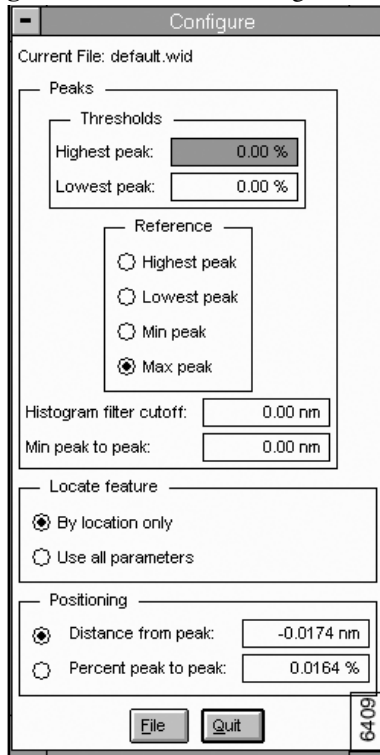 Configure
Current File: default.wid
Peaks
Thresholds
Highest peak: 0.00 %
Lowest peak: 0.00 %
Reference
Highest peak
Lowest peak
Min peak
Max peak
Histogram filter cutoff: 0.00 nm
Min peak to peak: 0.00 nm
Locate feature
By location only
Use all parameters
Positioning
Distance from peak: -0.0174 nm
Percent peak to peak: 0.0164 %
File Quit
6409